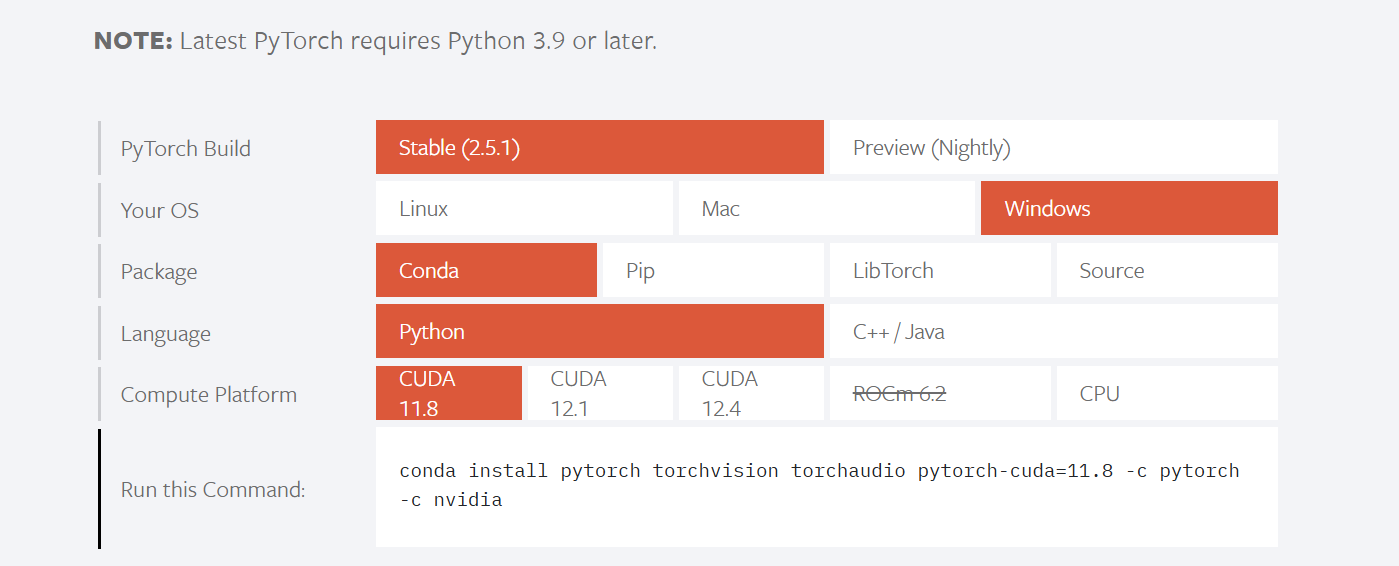 NOTE: Latest PyTorch requires Python 3.9 or later.
PyTorch Build
Stable (2.5.1)
Preview (Nightly)
Your OS
Linux
Mac
Windows
Package
Conda
Pip
LibTorch
Source
Language
Python
C++ / Java
Compute Platform
CUDA
11.8
CUDA
12.1
CUDA
12.4
ROCm 6.2
CPU
Run this Command:
conda install pytorch torchvision torchaudio pytorch-cuda=11.8 -c pytorch
-c nvidia